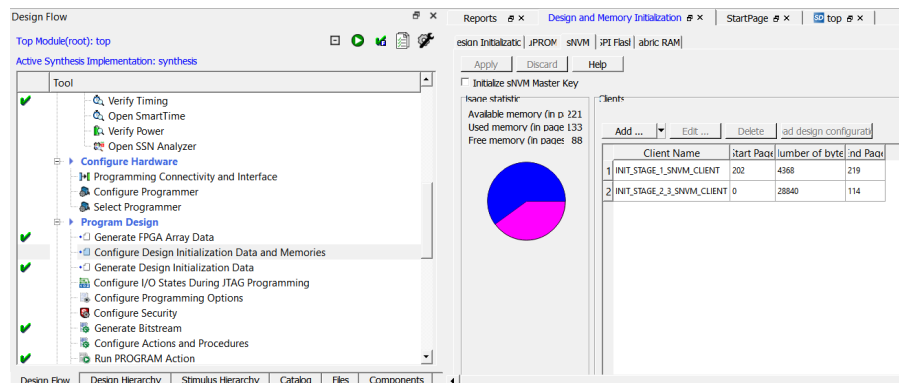 Design Flow
Top Module(root): top
Active Synthesis Implementation: synthesis
Tool
Verify Timing
Open SmartTime
Verify Power
Open SSN Analyzer
Configure Hardware
Programming Connectivity and Interface
Configure Programmer
Select Programmer
Program Design
Generate FPGA Array Data
Configure Design Initialization Data and Memories
Generate Design Initialization Data
Configure I/O States During JTAG Programming
Configure Programming Options
Configure Security
Generate Bitstream
Configure Actions and Procedures
Run PROGRAM Action
Design Flow Design Hierarchy Stimulus Hierarchy Catalog Files Components
Reports Design and Memory Initialization StartPage SD top
esign Initializatic PROM sNVM PI Flasl abric RAM
Apply Discard Help
Initialize sNVM Master Key
Usage statistic
Available memory (in p 221
Used memory (in page 133
Free memory (in pages 88
Clients
Add ... Edit ... Delete ad design configurati
Client Name Start Page Number of byte End Page
1 INIT_STAGE_1_SNVM_CLIENT 202 4368 219
2 INIT_STAGE_2_3_SNVM_CLIENT 0 28840 114